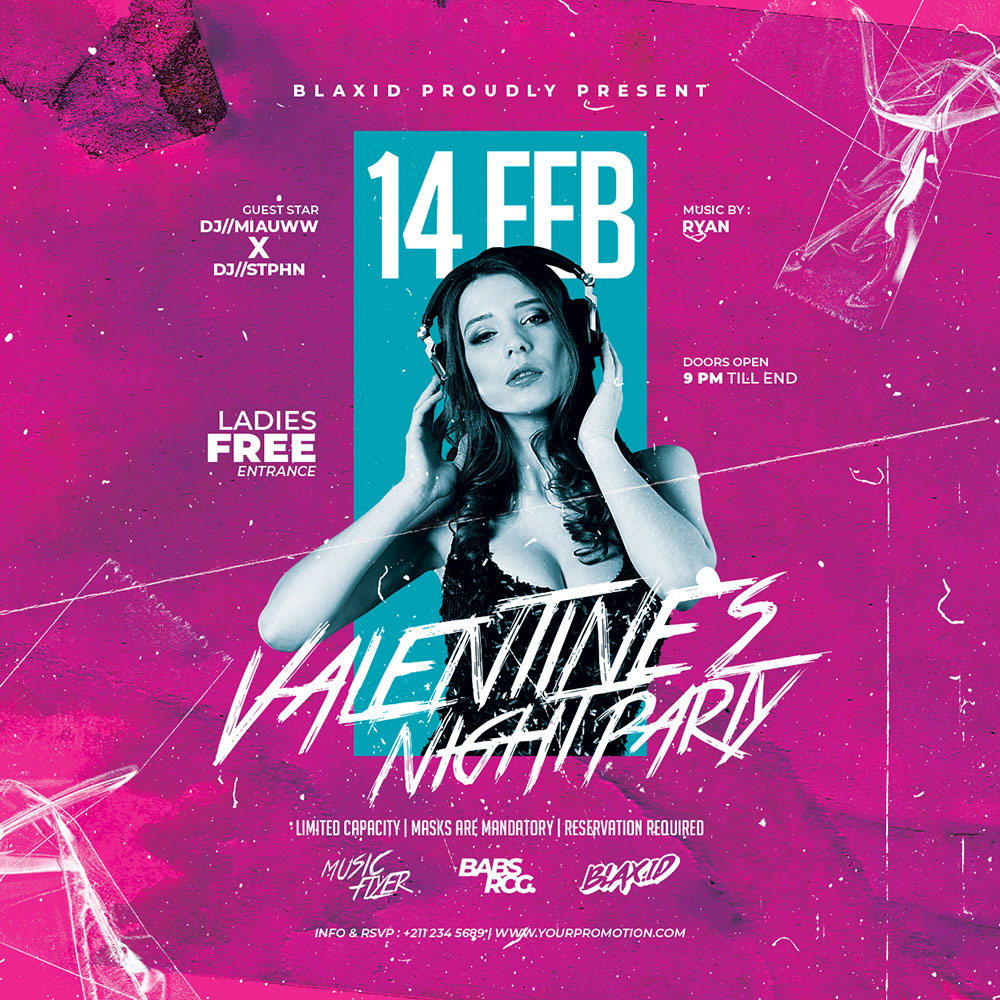 BLAXID PROUDLY PRESENT
14 FEB
GUEST STAR
DJ//MIAUWW
X
DJ//STPHN
MUSIC BY :
RYAN
DOORS OPEN
9 PM TILL END
LADIES
FREE
ENTRANCE
VALENTINE'S
NIGHT PARTY
*LIMITED CAPACITY | MASKS ARE MANDATORY | RESERVATION REQUIRED
MUSIC
FLYER
BABS
RCG.
BLAX.ID
INFO & RSVP : +211 234 5689 | WWW.YOURPROMOTION.COM